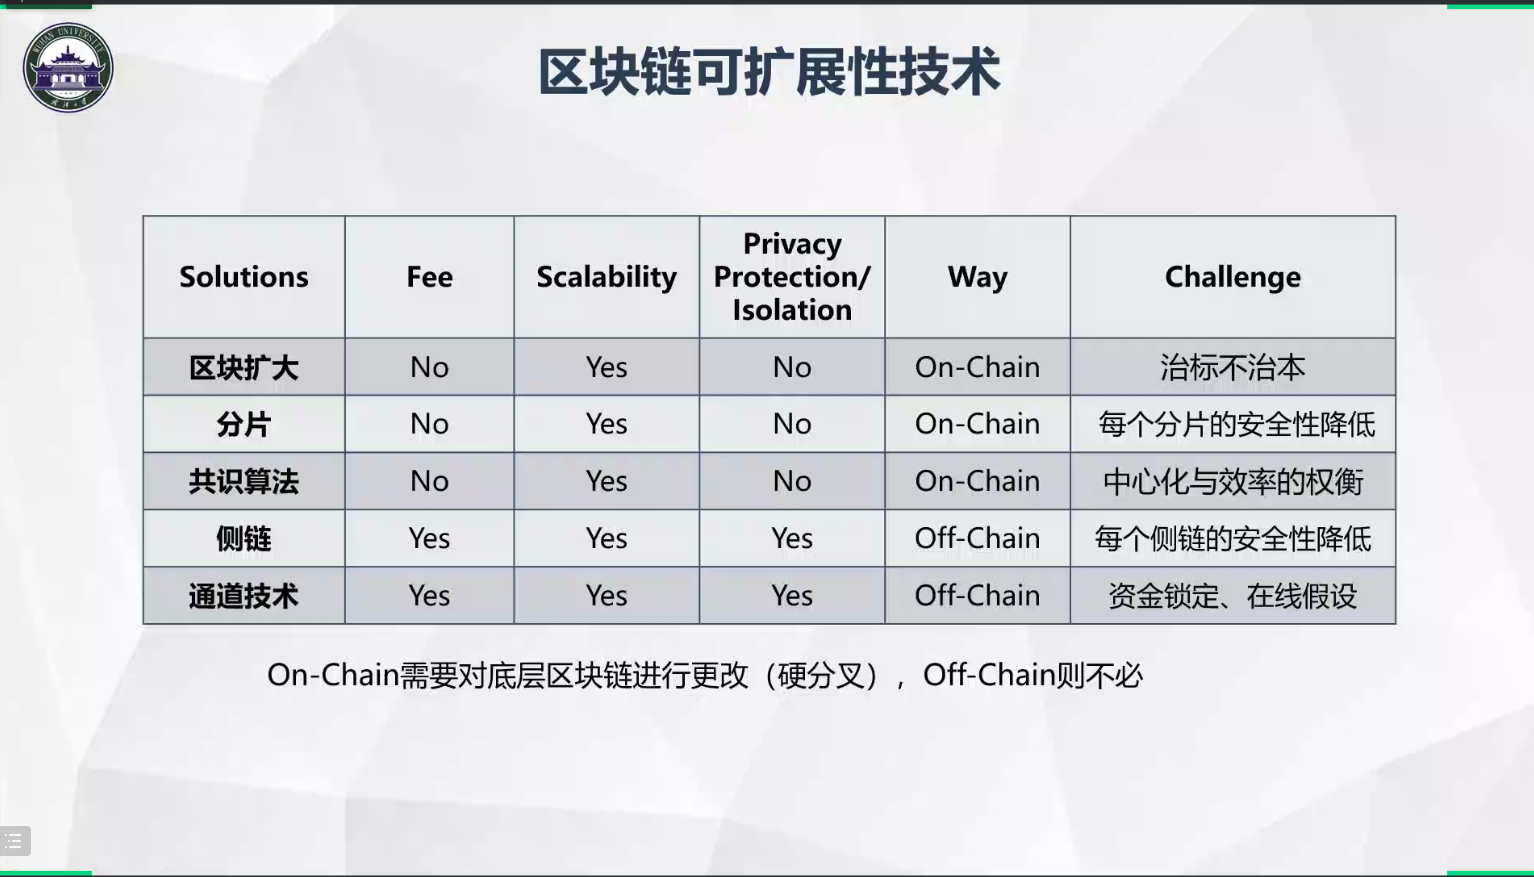 WUHAN UNIVERSITY
区块链可扩展性技术
Solutions
Fee
Scalability
Privacy
Protection/
Isolation
Way
Challenge
区块扩大
No
Yes
No
On-Chain
治标不治本
分片
No
Yes
No
On-Chain
每个分片的安全性降低
共识算法
No
Yes
No
On-Chain
中心化与效率的权衡
侧链
Yes
Yes
Yes
Off-Chain
每个侧链的安全性降低
通道技术
Yes
Yes
Yes
Off-Chain
资金锁定、在线假设
On-Chain需要对底层区块链进行更改（硬分叉），Off-Chain则不必